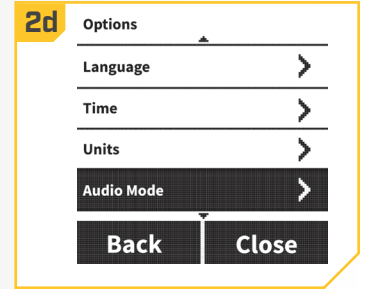 2d
Options
Language
Time
Units
Audio Mode
Back Close